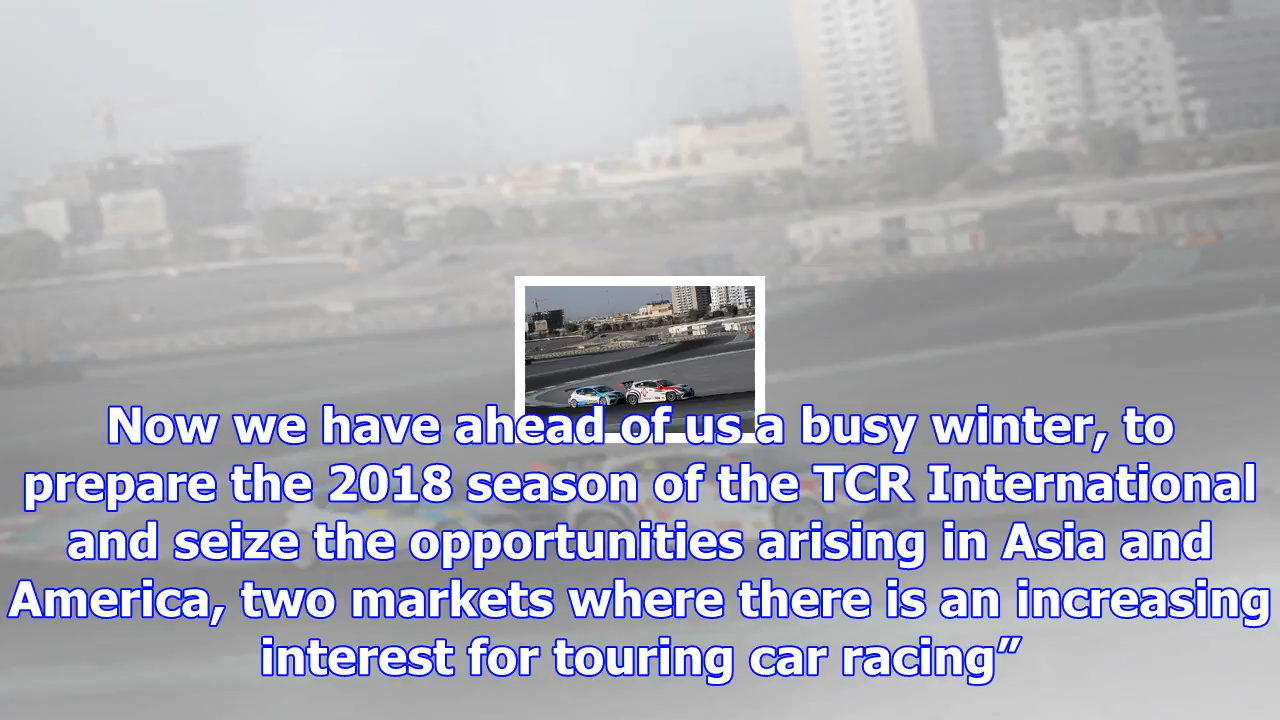 Now we have ahead of us a busy winter, to
prepare the 2018 season of the TCR International
and seize the opportunities arising in Asia and
America, two markets where there is an increasing
interest for touring car racing”